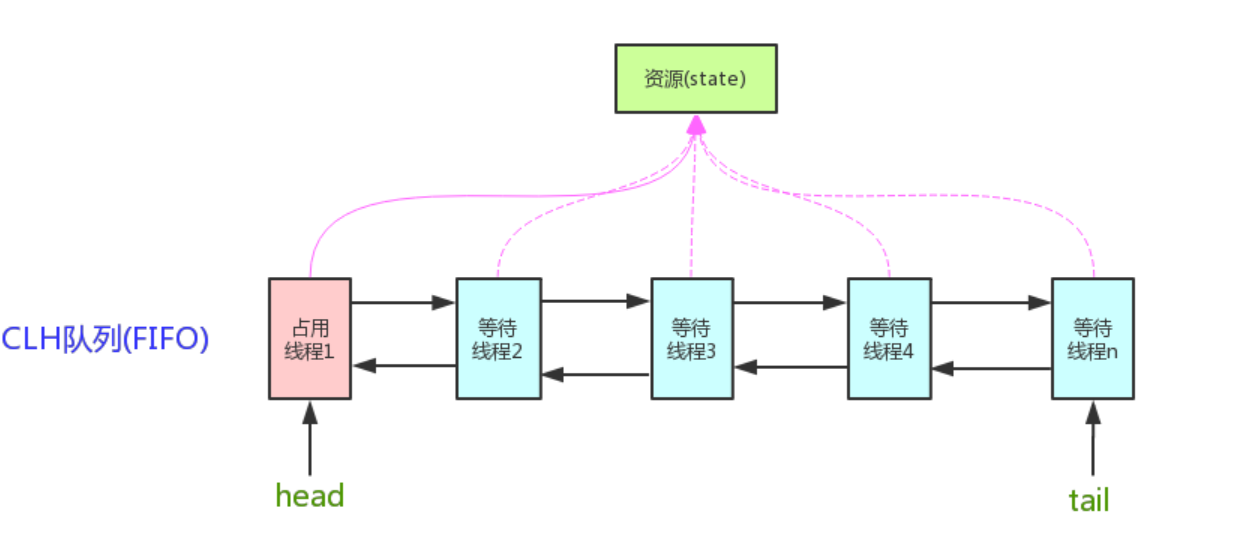 资源(state)
CLH队列(FIFO)
占用
线程1
等待
线程2
等待
线程3
等待
线程4
等待
线程n
head
tail